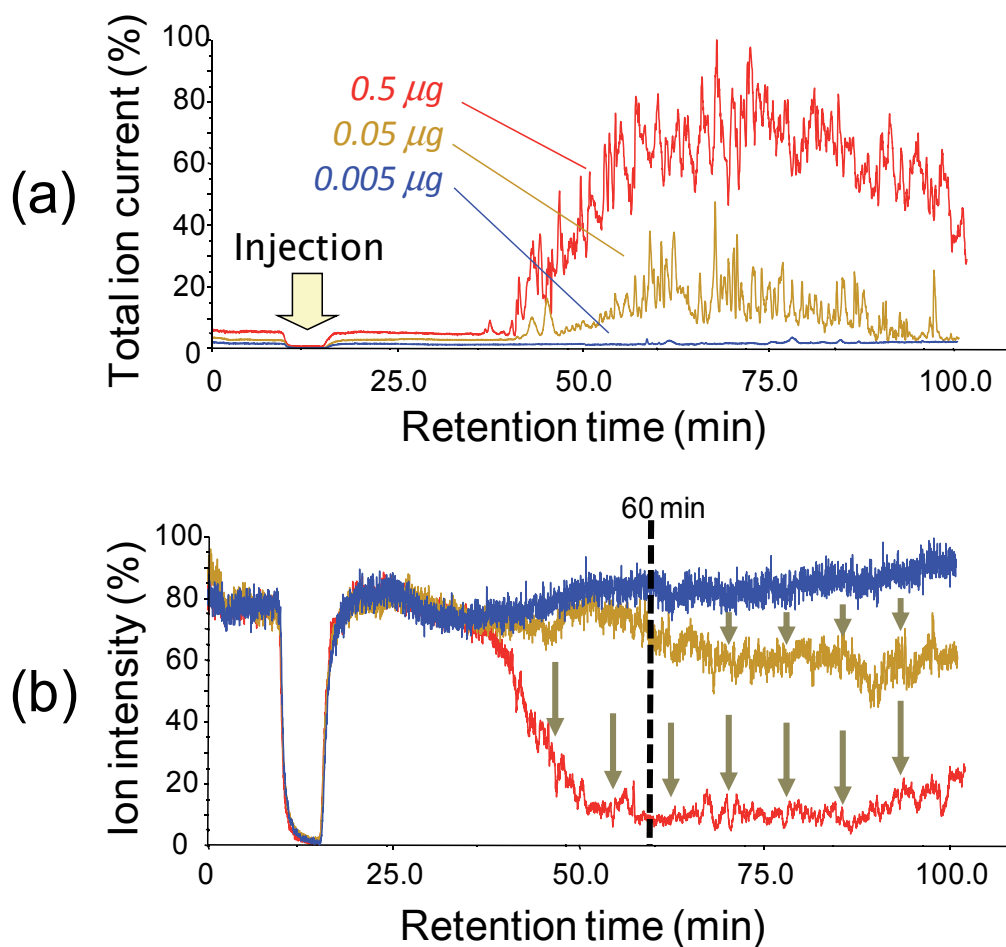 (a)
Total ion current (%)
100
80
60
40
20
0
0.5 μg
0.05 μg
0.005 μg
Injection
0
25.0
50.0
75.0
100.0
Retention time (min)
(b)
Ion intensity (%)
60 min
100
80
60
40
20
0
0
25.0
50.0
75.0
100.0
Retention time (min)